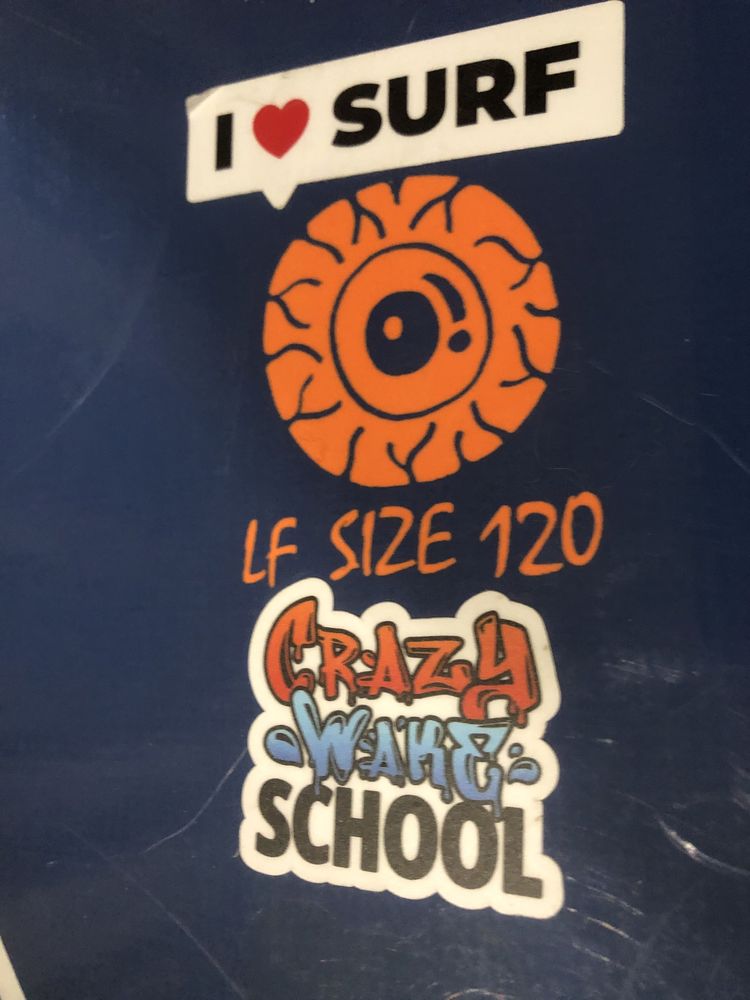 I ❤ SURF
LF SIZE 120
CRAZY
WAKE
SCHOOL